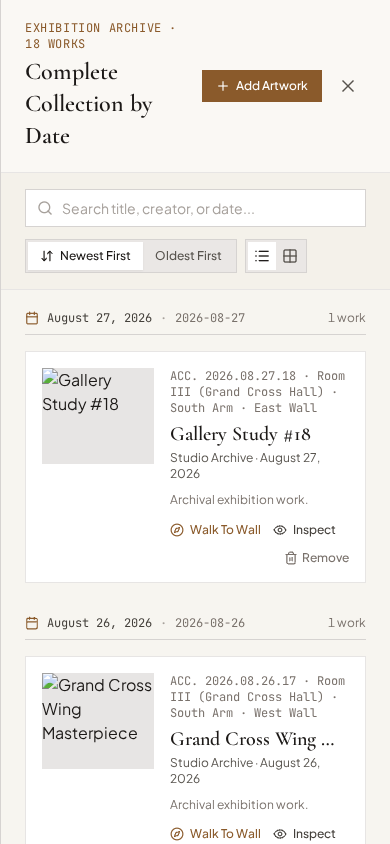 EXHIBITION ARCHIVE ·
18 WORKS
Complete
Collection by
Date
Add Artwork
Search title, creator, or date...
Newest First
Oldest First
August 27, 2026 · 2026-08-27
1 work
Gallery
Study #18
ACC. 2026.08.27.18 · Room
III (Grand Cross Hall) ·
South Arm · East Wall
Gallery Study #18
Studio Archive · August 27,
2026
Archival exhibition work.
Walk To Wall
Inspect
Remove
August 26, 2026 · 2026-08-26
1 work
Grand Cross
Wing
Masterpiece
ACC. 2026.08.26.17 · Room
III (Grand Cross Hall) ·
South Arm · West Wall
Grand Cross Wing ...
Studio Archive · August 26,
2026
Archival exhibition work.
Walk To Wall
Inspect